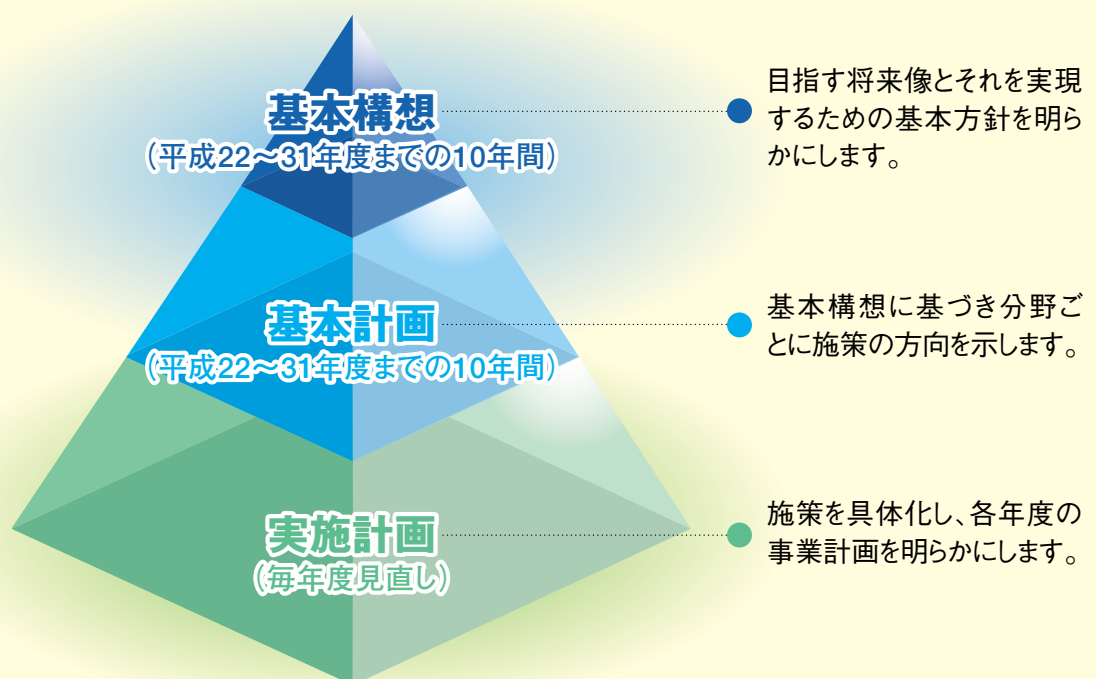 基本構想
(平成22〜31年度までの10年間)
目指す将来像とそれを実現
するための基本方針を明ら
かにします。
基本計画
(平成22〜31年度までの10年間)
基本構想に基づき分野ご
とに施策の方向を示します。
実施計画
(毎年度見直し)
施策を具体化し、各年度の
事業計画を明らかにします。